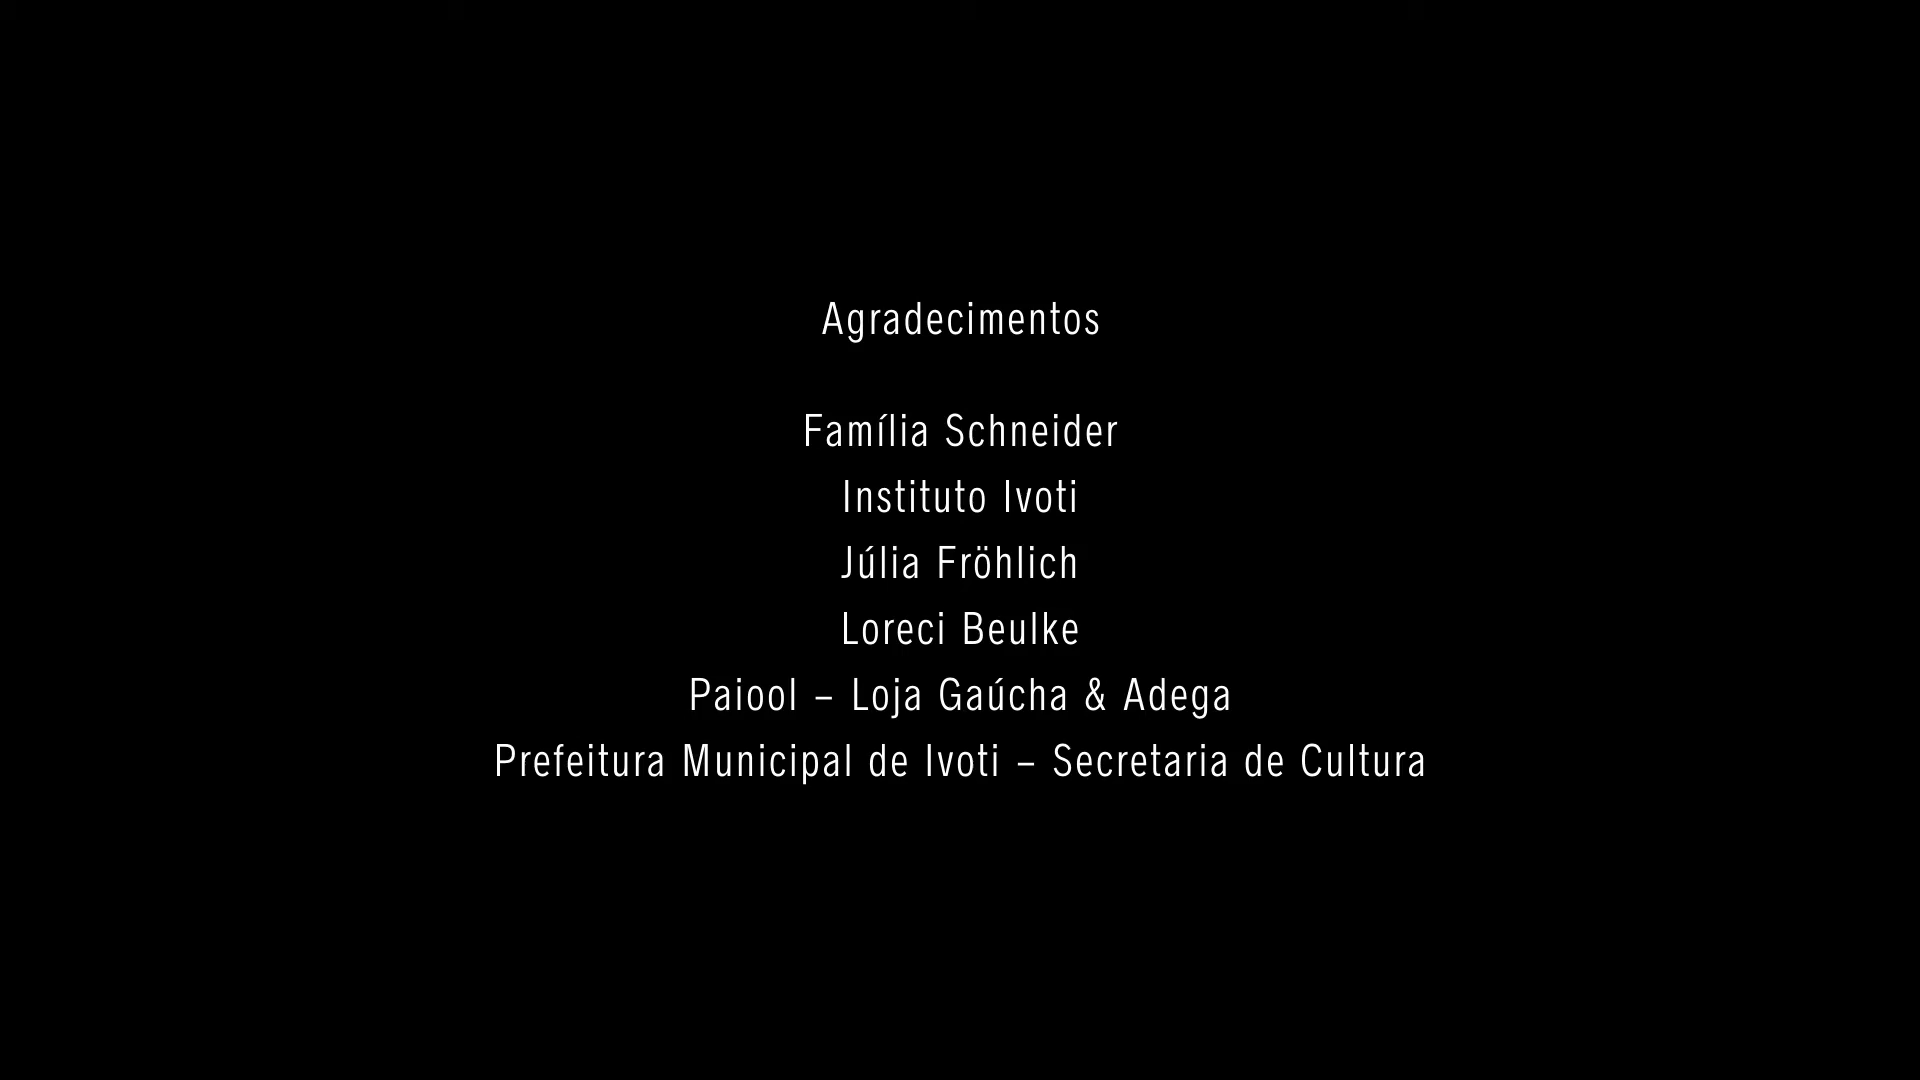 Agradecimentos
Família Schneider
Instituto Ivoti
Júlia Fröhlich
Loreci Beulke
Paiool – Loja Gaúcha & Adega
Prefeitura Municipal de Ivoti – Secretaria de Cultura